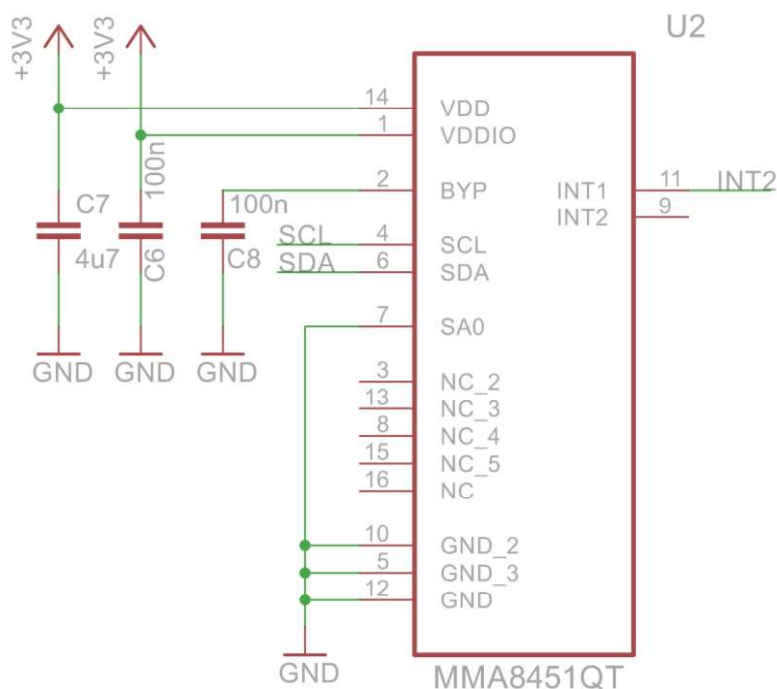 U2
+3V3
+3V3
14
VDD
1
VDDIO
100n
2
BYP
INT1
11
INT2
C7
100n
INT2
9
SCL
4
SCL
4u7
C6
C8
SDA
6
SDA
7
SA0
GND
GND
GND
3
NC_2
13
NC_3
8
NC_4
15
NC_5
16
NC
10
GND_2
5
GND_3
12
GND
GND
MMA8451QT